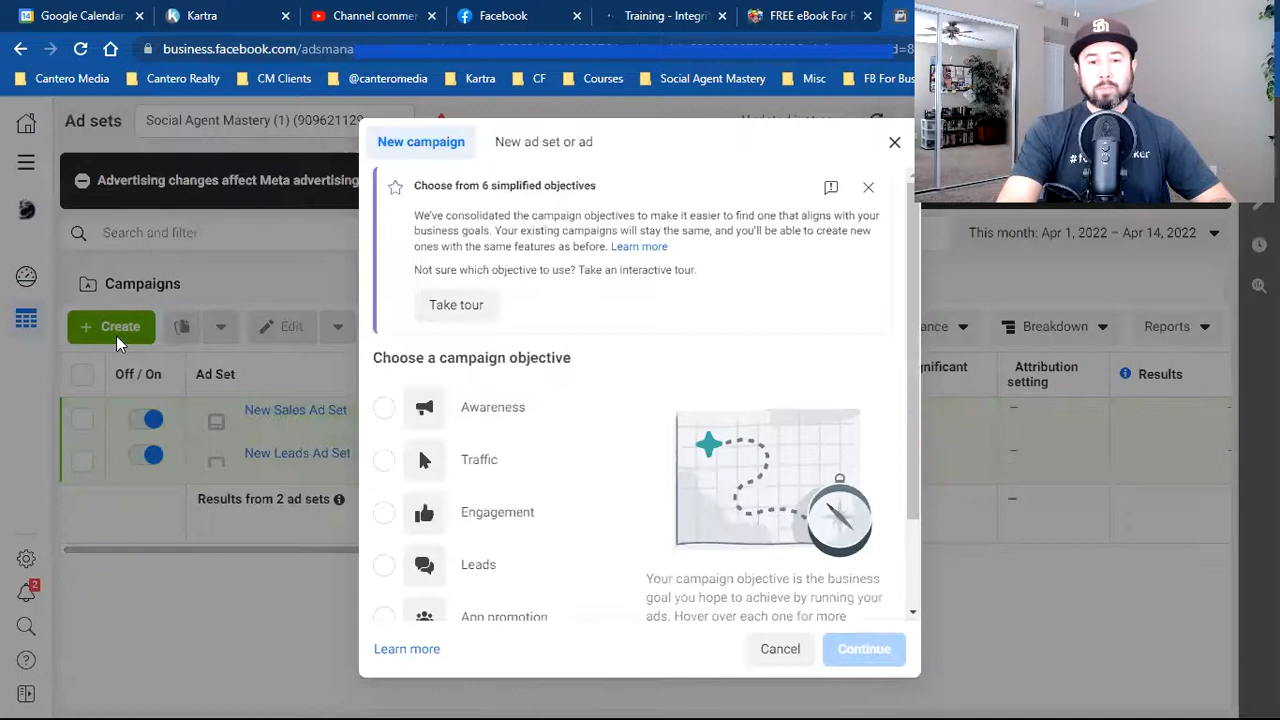 Google Calendar
Kartra
Channel commer
Facebook
Training - Integri
FREE eBook For F
business.facebook.com/adsmana
d=8
Cantero Media
Cantero Realty
CM Clients
@canteromedia
Kartra
CF
Courses
Social Agent Mastery
Misc
FB For Bus
Ad sets
Social Agent Mastery (1) (909621129
New campaign
New ad set or ad
Advertising changes affect Meta advertising
Choose from 6 simplified objectives
We've consolidated the campaign objectives to make it easier to find one that aligns with your
business goals. Your existing campaigns will stay the same, and you'll be able to create new
ones with the same features as before. Learn more
Not sure which objective to use? Take an interactive tour.
Take tour
Search and filter
This month: Apr 1, 2022 – Apr 14, 2022
Campaigns
+ Create
Edit
ance
Breakdown
Reports
Off / On
Ad Set
gnificant
Attribution
setting
Results
New Sales Ad Set
New Leads Ad Set
Results from 2 ad sets
Choose a campaign objective
Awareness
Traffic
Engagement
Leads
App promotion
Your campaign objective is the business
goal you hope to achieve by running your
ads. Hover over each one for more
Learn more
Cancel
Continue
2